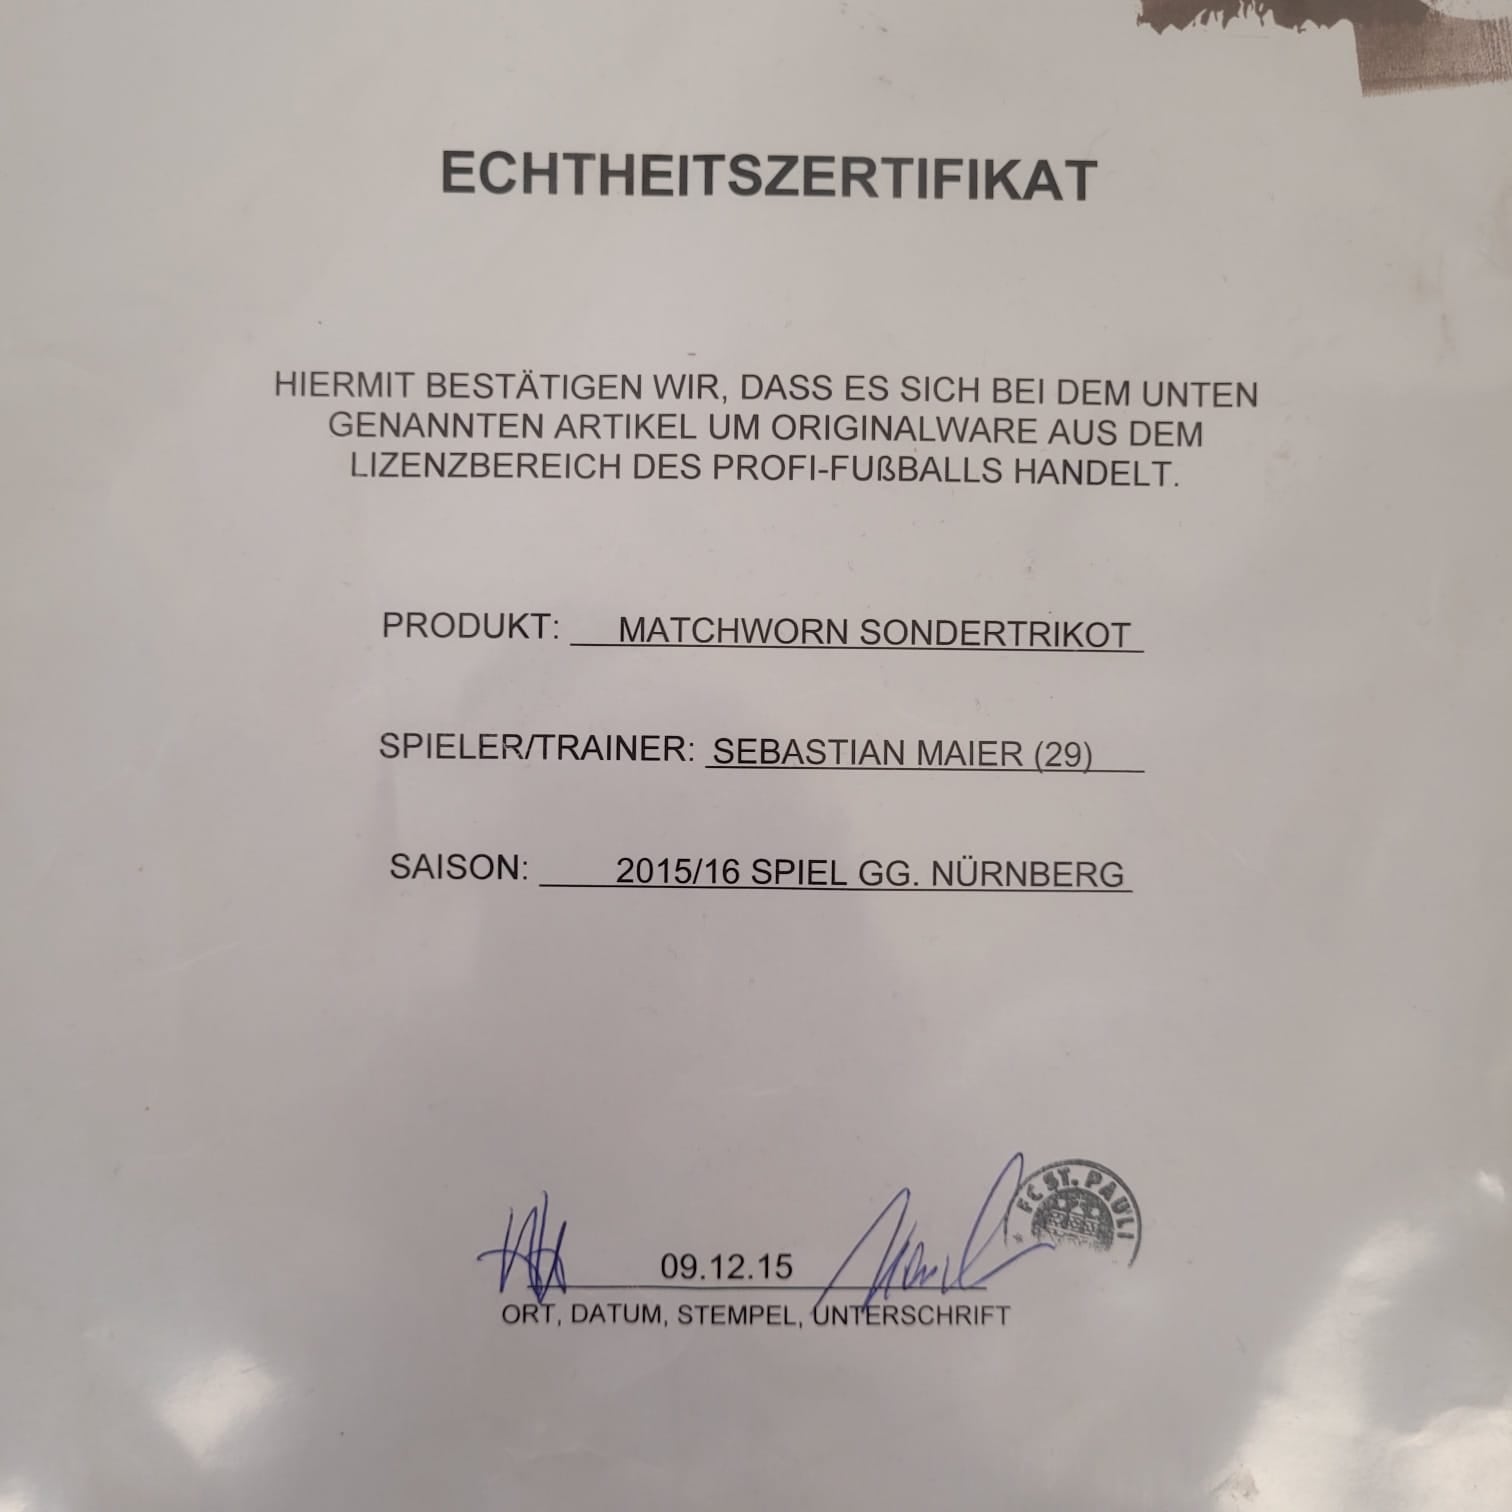 ECHTHEITSZERTIFIKAT
HIERMIT BESTÄTIGEN WIR, DASS ES SICH BEI DEM UNTEN
GENANNTEN ARTIKEL UM ORIGINALWARE AUS DEM
LIZENZBEREICH DES PROFI-FUßBALLS HANDELT.
PRODUKT: MATCHWORN SONDERTRIKOT
SPIELER/TRAINER: SEBASTIAN MAIER (29)
SAISON: 2015/16 SPIEL GG. NÜRNBERG
FC ST. PAULI
09.12.15
ORT, DATUM, STEMPEL, UNTERSCHRIFT